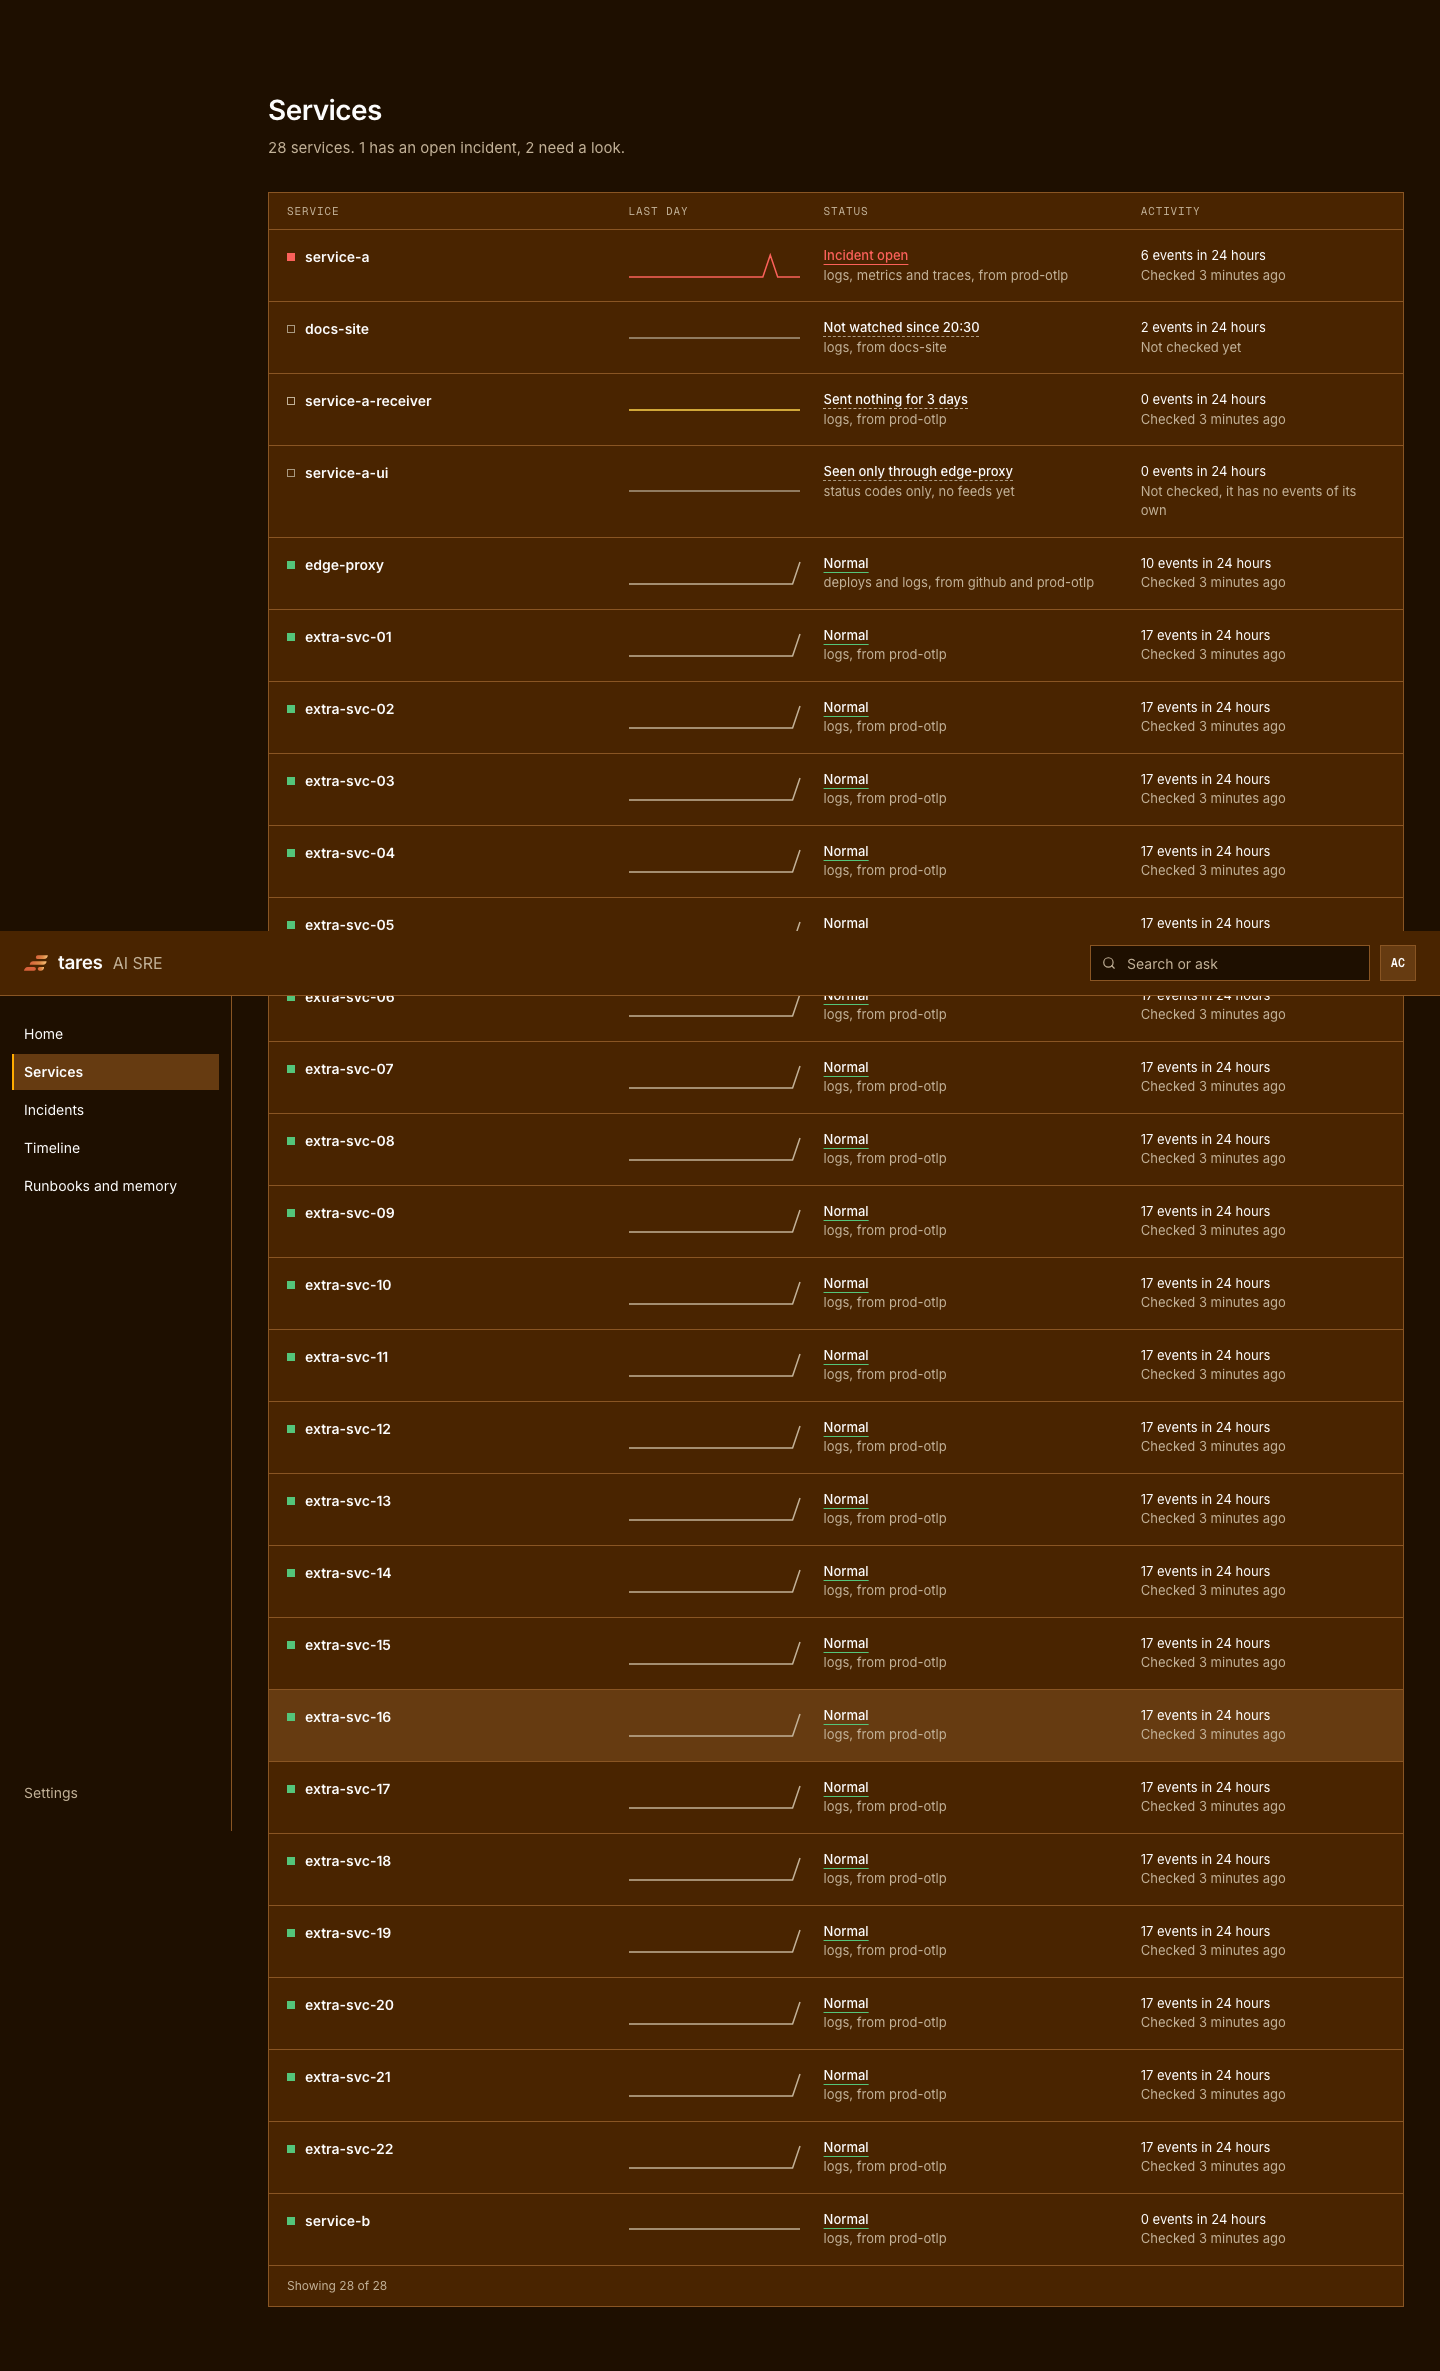 Services
28 services. 1 has an open incident, 2 need a look.
SERVICE LAST DAY STATUS ACTIVITY
service-a Incident open 6 events in 24 hours
logs, metrics and traces, from prod-otlp Checked 3 minutes ago
docs-site Not watched since 20:30 2 events in 24 hours
logs, from docs-site Not checked yet
service-a-receiver Sent nothing for 3 days 0 events in 24 hours
logs, from prod-otlp Checked 3 minutes ago
service-a-ui Seen only through edge-proxy 0 events in 24 hours
status codes only, no feeds yet Not checked, it has no events of its
own
edge-proxy Normal 10 events in 24 hours
deploys and logs, from github and prod-otlp Checked 3 minutes ago
extra-svc-01 Normal 17 events in 24 hours
logs, from prod-otlp Checked 3 minutes ago
extra-svc-02 Normal 17 events in 24 hours
logs, from prod-otlp Checked 3 minutes ago
extra-svc-03 Normal 17 events in 24 hours
logs, from prod-otlp Checked 3 minutes ago
extra-svc-04 Normal 17 events in 24 hours
logs, from prod-otlp Checked 3 minutes ago
extra-svc-05 Normal 17 events in 24 hours
tares AI SRE Search or ask AC
extra-svc-06 Normal 17 events in 24 hours
logs, from prod-otlp Checked 3 minutes ago
Home
Services
Incidents
Timeline
Runbooks and memory
Settings
extra-svc-07 Normal 17 events in 24 hours
logs, from prod-otlp Checked 3 minutes ago
extra-svc-08 Normal 17 events in 24 hours
logs, from prod-otlp Checked 3 minutes ago
extra-svc-09 Normal 17 events in 24 hours
logs, from prod-otlp Checked 3 minutes ago
extra-svc-10 Normal 17 events in 24 hours
logs, from prod-otlp Checked 3 minutes ago
extra-svc-11 Normal 17 events in 24 hours
logs, from prod-otlp Checked 3 minutes ago
extra-svc-12 Normal 17 events in 24 hours
logs, from prod-otlp Checked 3 minutes ago
extra-svc-13 Normal 17 events in 24 hours
logs, from prod-otlp Checked 3 minutes ago
extra-svc-14 Normal 17 events in 24 hours
logs, from prod-otlp Checked 3 minutes ago
extra-svc-15 Normal 17 events in 24 hours
logs, from prod-otlp Checked 3 minutes ago
extra-svc-16 Normal 17 events in 24 hours
logs, from prod-otlp Checked 3 minutes ago
extra-svc-17 Normal 17 events in 24 hours
logs, from prod-otlp Checked 3 minutes ago
extra-svc-18 Normal 17 events in 24 hours
logs, from prod-otlp Checked 3 minutes ago
extra-svc-19 Normal 17 events in 24 hours
logs, from prod-otlp Checked 3 minutes ago
extra-svc-20 Normal 17 events in 24 hours
logs, from prod-otlp Checked 3 minutes ago
extra-svc-21 Normal 17 events in 24 hours
logs, from prod-otlp Checked 3 minutes ago
extra-svc-22 Normal 17 events in 24 hours
logs, from prod-otlp Checked 3 minutes ago
service-b Normal 0 events in 24 hours
logs, from prod-otlp Checked 3 minutes ago
Showing 28 of 28